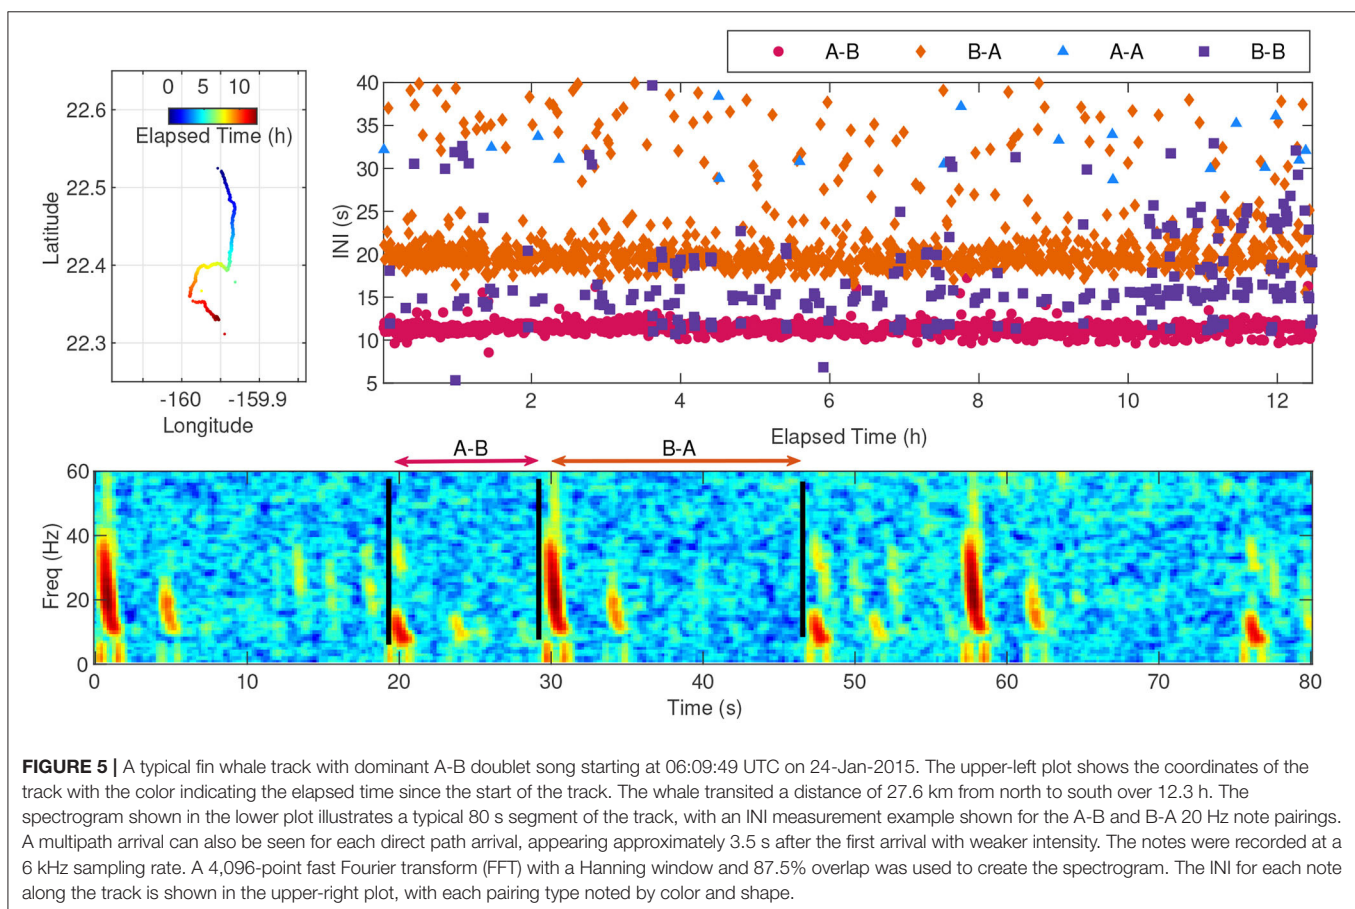 A-B B-A A-A B-B
0 5 10
Elapsed Time (h)
22.6
22.5
22.4
22.3
Latitude
-160 -159.9
Longitude
40
35
30
25
20
15
10
5
INI (s)
2 4 6 8 10 12
Elapsed Time (h)
A-B B-A
60
40
20
0
Freq (Hz)
0 10 20 30 40 50 60 70 80
Time (s)
FIGURE 5 | A typical fin whale track with dominant A-B doublet song starting at 06:09:49 UTC on 24-Jan-2015. The upper-left plot shows the coordinates of the
track with the color indicating the elapsed time since the start of the track. The whale transited a distance of 27.6 km from north to south over 12.3 h. The
spectrogram shown in the lower plot illustrates a typical 80 s segment of the track, with an INI measurement example shown for the A-B and B-A 20 Hz note pairings.
A multipath arrival can also be seen for each direct path arrival, appearing approximately 3.5 s after the first arrival with weaker intensity. The notes were recorded at a
6 kHz sampling rate. A 4,096-point fast Fourier transform (FFT) with a Hanning window and 87.5% overlap was used to create the spectrogram. The INI for each note
along the track is shown in the upper-right plot, with each pairing type noted by color and shape.